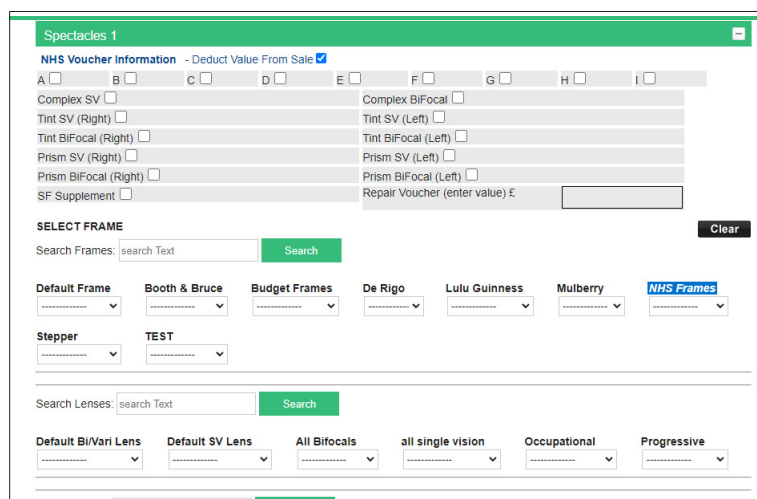 Spectacles 1
NHS Voucher Information - Deduct Value From Sale
A B C D E F G H I
Complex SV Complex BiFocal
Tint SV (Right) Tint SV (Left)
Tint BiFocal (Right) Tint BiFocal (Left)
Prism SV (Right) Prism SV (Left)
Prism BiFocal (Right) Prism BiFocal (Left)
SF Supplement Repair Voucher (enter value) £
SELECT FRAME Clear
Search Frames: search Text Search
Default Frame Booth & Bruce Budget Frames De Rigo Lulu Guinness Mulberry NHS Frames
------------- ------------- ------------- ------------- ------------- ------------- -------------
Stepper TEST
------------- -------------
Search Lenses: search Text Search
Default Bi/Vari Lens Default SV Lens All Bifocals all single vision Occupational Progressive
------------- ------------- ------------- ------------- ------------- -------------